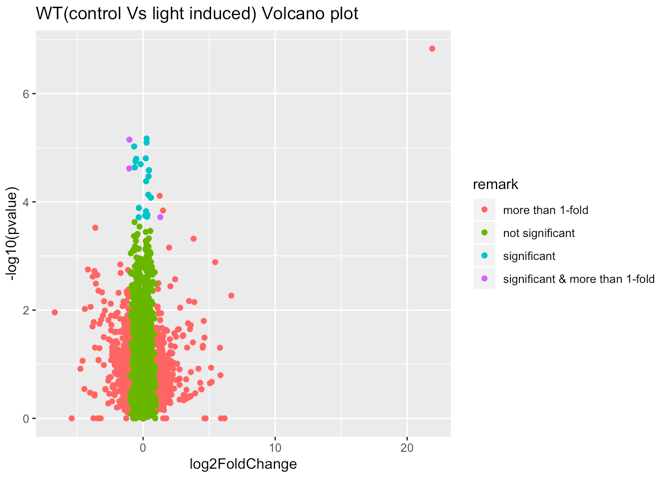 WT(control Vs light induced) Volcano plot
-log10(pvalue)
6
4
2
0
0
10
20
log2FoldChange
remark
more than 1-fold
not significant
significant
significant & more than 1-fold